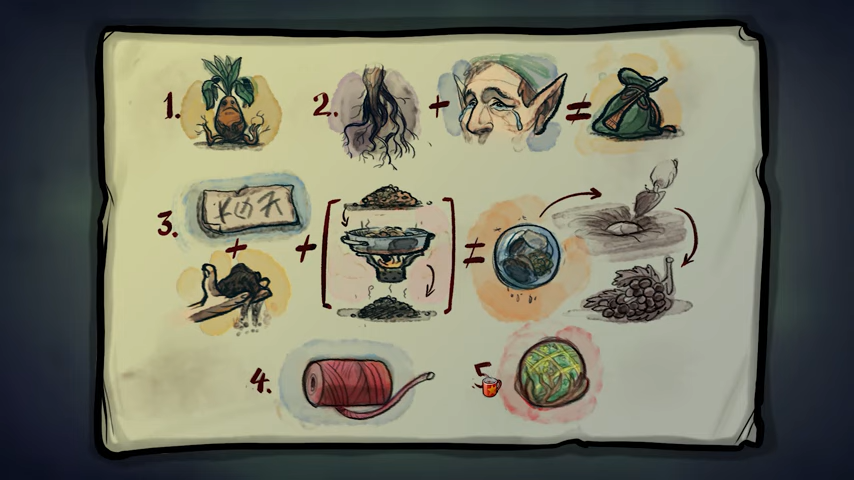 1.
2. + =
3. + + [ ] =
4.
5